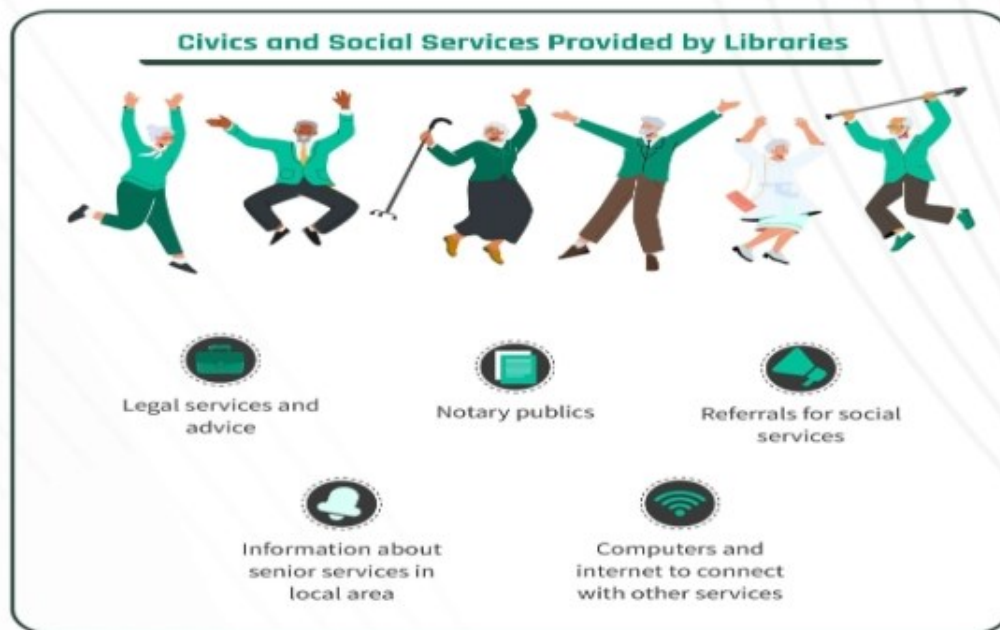 Civics and Social Services Provided by Libraries
Legal services and
advice
Notary publics
Referrals for social
services
Information about
senior services in
local area
Computers and
internet to connect
with other services